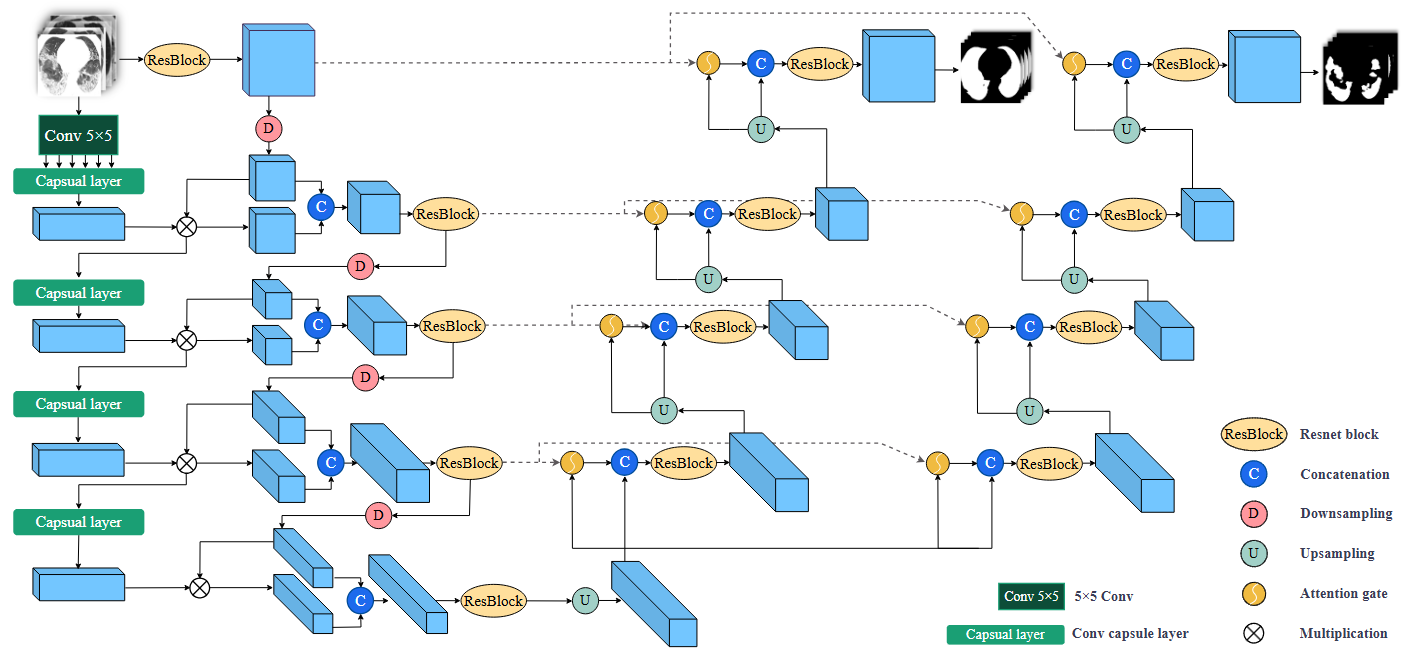 ResBlock
C
ResBlock
C
ResBlock
D
U
U
Conv 5×5
Capsual layer
C
ResBlock
C
ResBlock
C
ResBlock
D
U
U
Capsual layer
C
ResBlock
C
ResBlock
C
ResBlock
D
U
U
Capsual layer
C
ResBlock
C
ResBlock
C
ResBlock
D
Capsual layer
C
ResBlock
U
ResBlock Resnet block
C Concatenation
D Downsampling
U Upsampling
Conv 5×5 5×5 Conv
Attention gate
Capsual layer Conv capsule layer
Multiplication